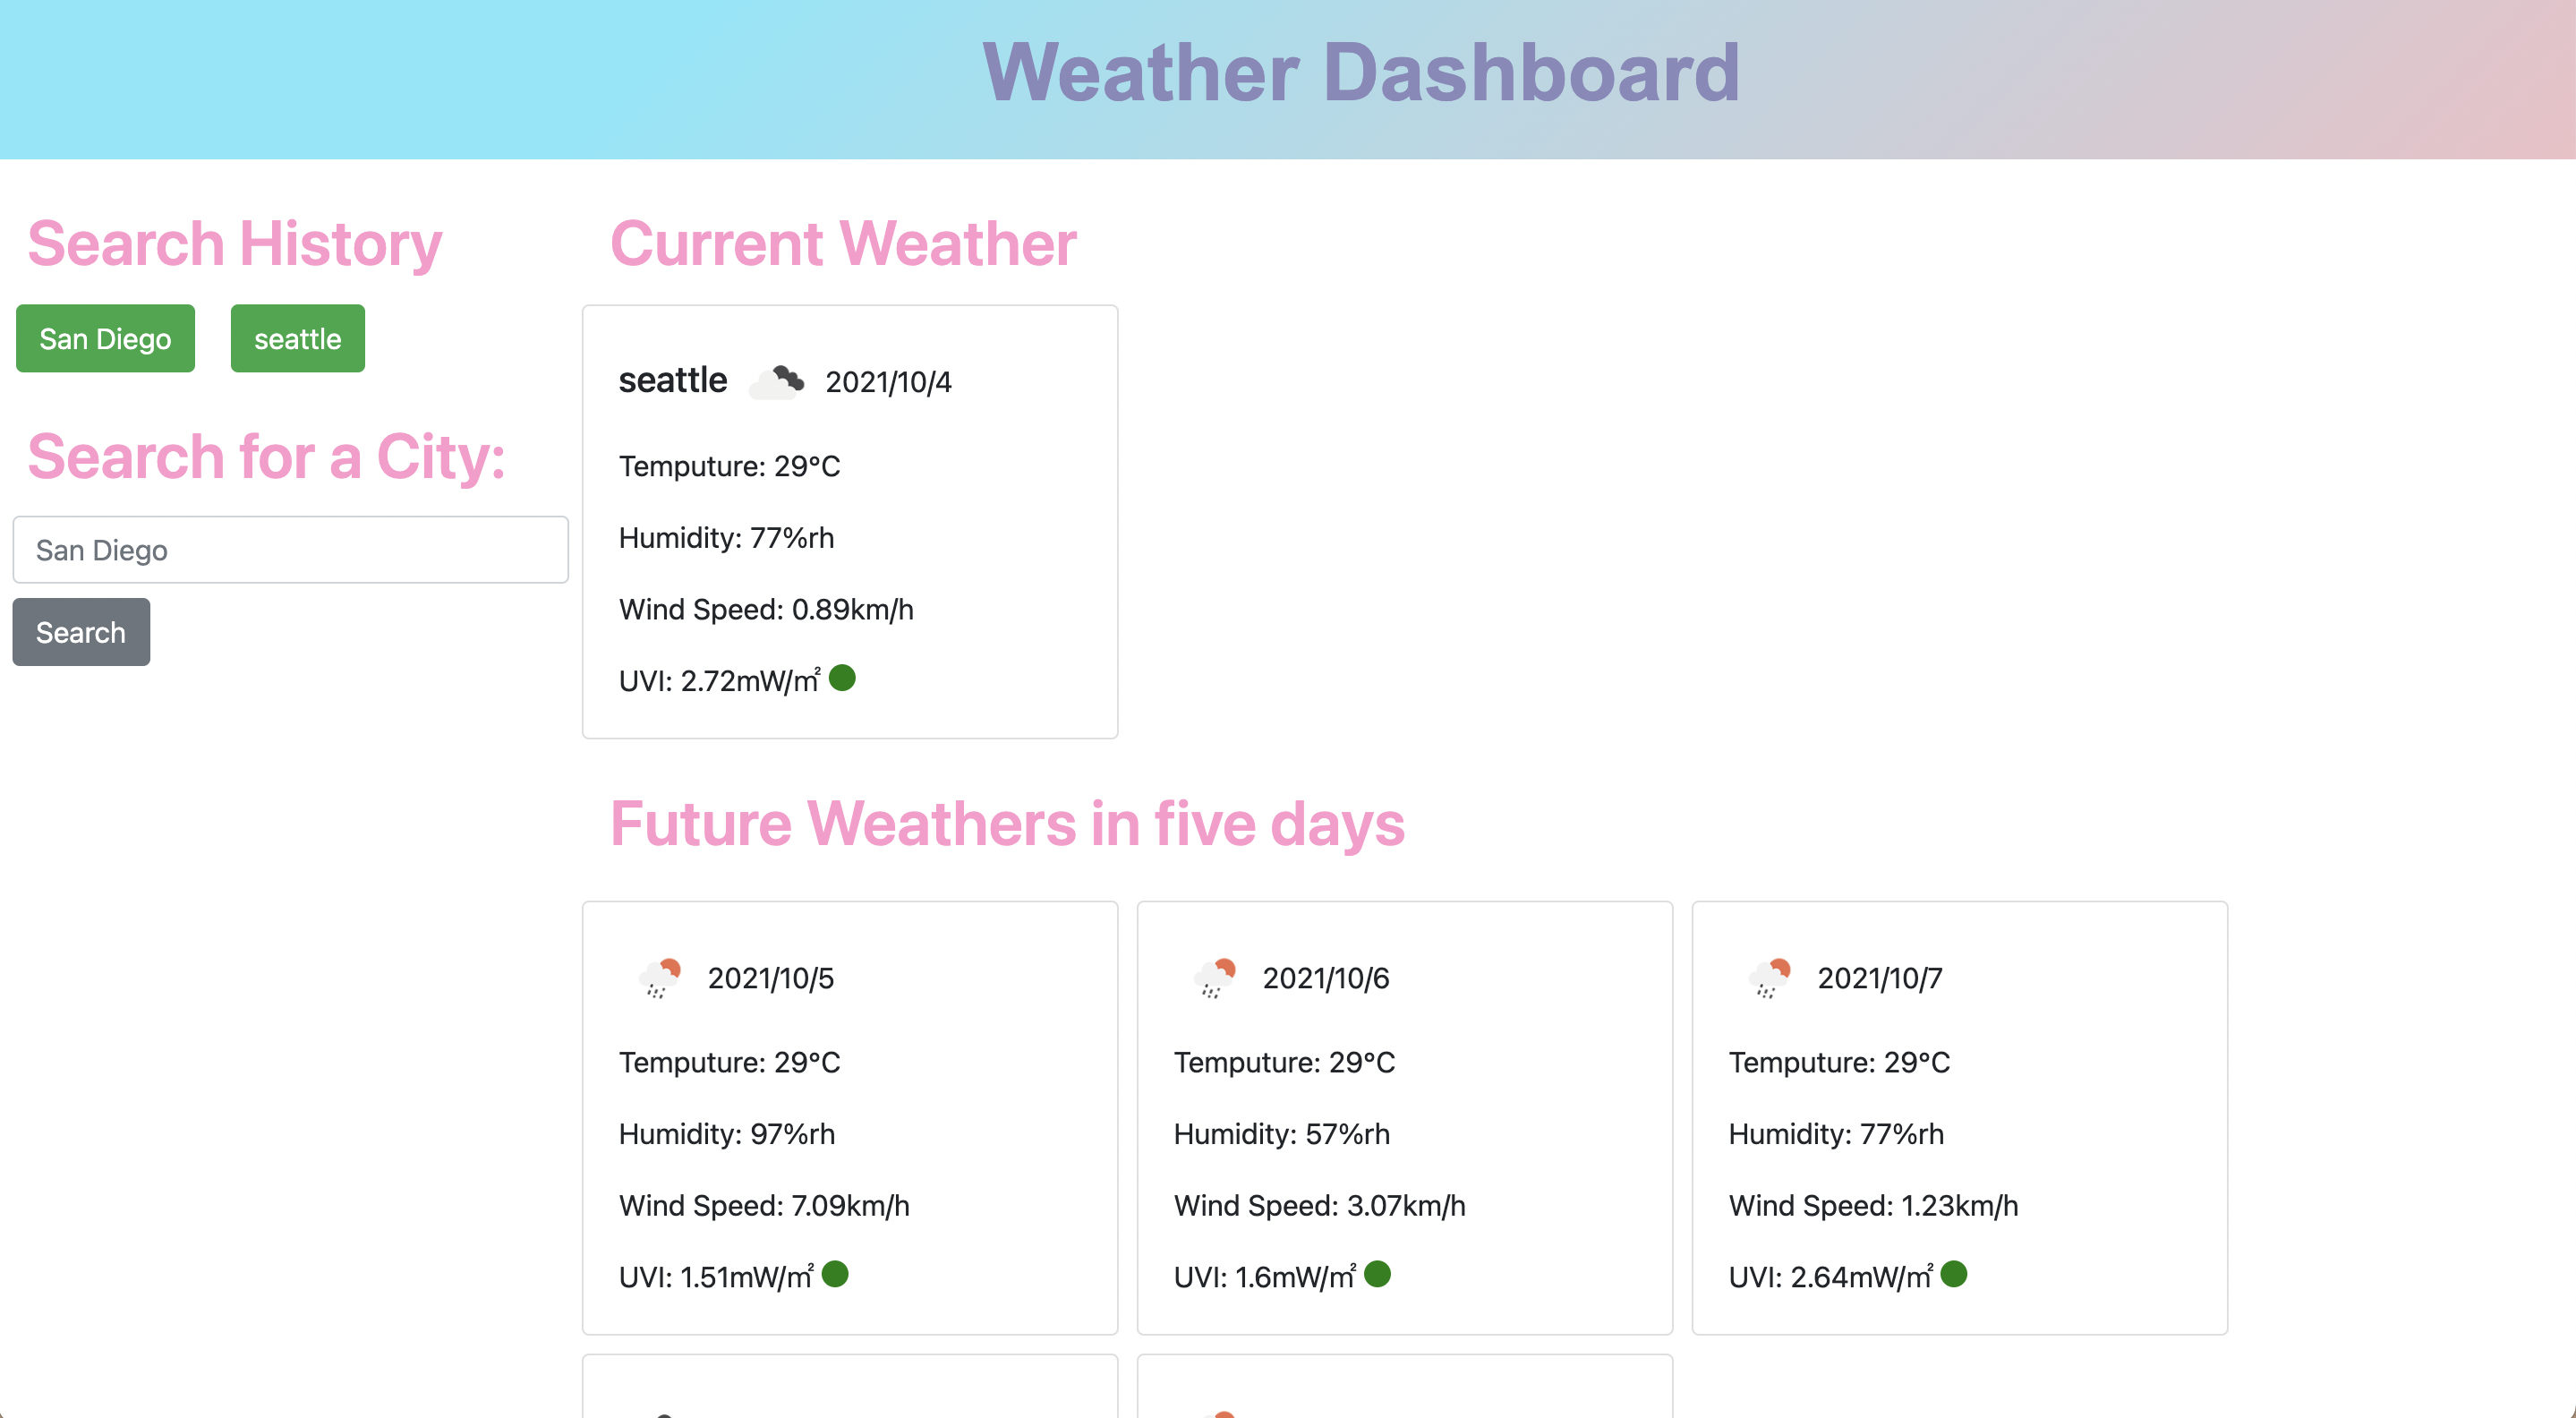 Weather Dashboard
Search History
San Diego
seattle
Search for a City:
San Diego
Search
Current Weather
seattle 2021/10/4
Temputure: 29°C
Humidity: 77%rh
Wind Speed: 0.89km/h
UVI: 2.72mW/㎡
Future Weathers in five days
2021/10/5
Temputure: 29°C
Humidity: 97%rh
Wind Speed: 7.09km/h
UVI: 1.51mW/㎡
2021/10/6
Temputure: 29°C
Humidity: 57%rh
Wind Speed: 3.07km/h
UVI: 1.6mW/㎡
2021/10/7
Temputure: 29°C
Humidity: 77%rh
Wind Speed: 1.23km/h
UVI: 2.64mW/㎡